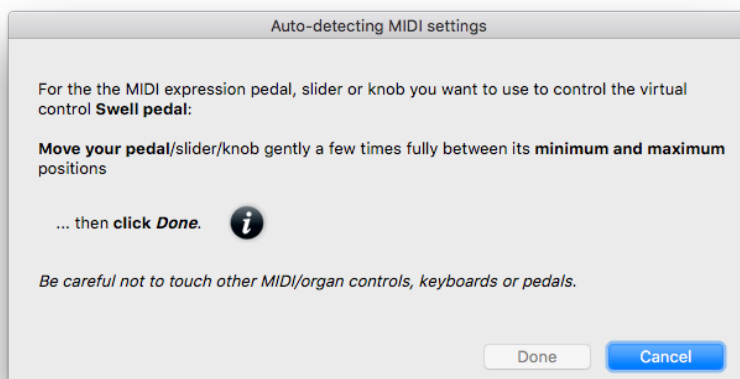 Auto-detecting MIDI settings
For the the MIDI expression pedal, slider or knob you want to use to control the virtual
control Swell pedal:
Move your pedal/slider/knob gently a few times fully between its minimum and maximum
positions
... then click Done.
Be careful not to touch other MIDI/organ controls, keyboards or pedals.
Done
Cancel